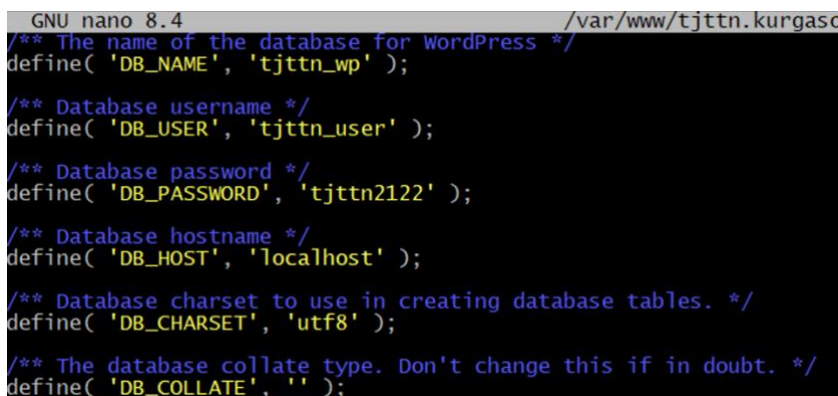 GNU nano 8.4 /var/www/tjttn.kurgaso
/** The name of the database for WordPress */
define( 'DB_NAME', 'tjttn_wp' );
/** Database username */
define( 'DB_USER', 'tjttn_user' );
/** Database password */
define( 'DB_PASSWORD', 'tjttn2122' );
/** Database hostname */
define( 'DB_HOST', 'localhost' );
/** Database charset to use in creating database tables. */
define( 'DB_CHARSET', 'utf8' );
/** The database collate type. Don't change this if in doubt. */
define( 'DB_COLLATE', '' );